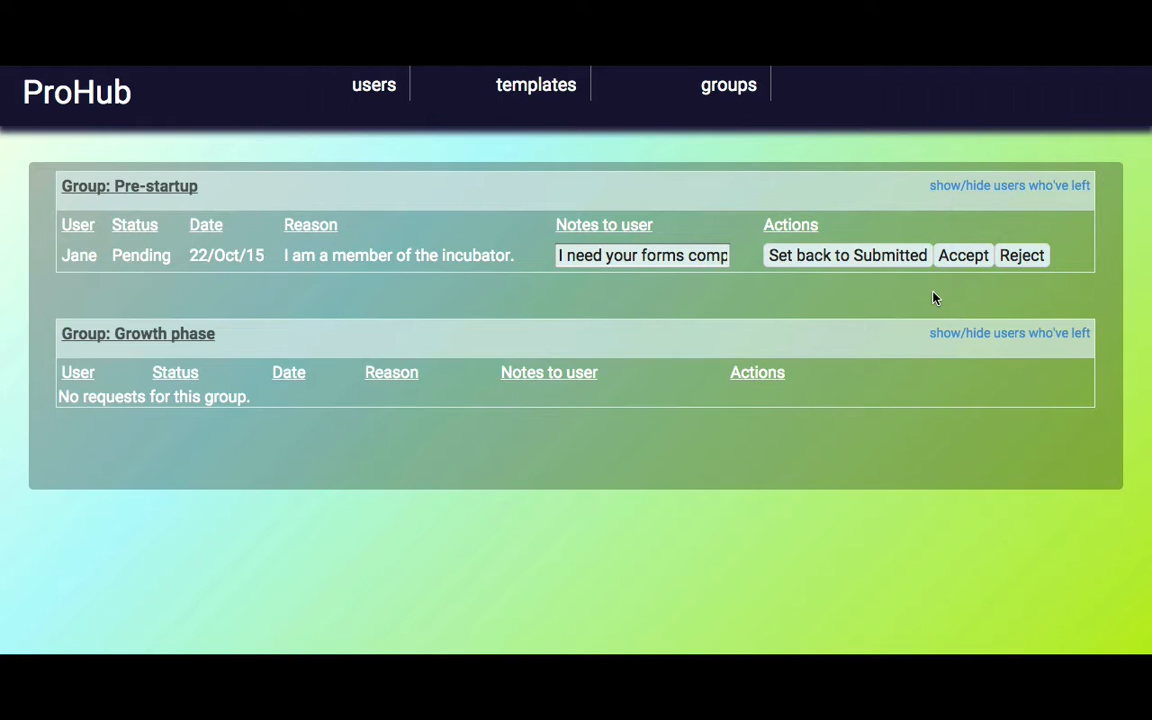 ProHub users templates groups
Group: Pre-startup show/hide users who've left
User Status Date Reason Notes to user Actions
Jane Pending 22/Oct/15 I am a member of the incubator. I need your forms comp Set back to Submitted Accept Reject
Group: Growth phase show/hide users who've left
User Status Date Reason Notes to user Actions
No requests for this group.